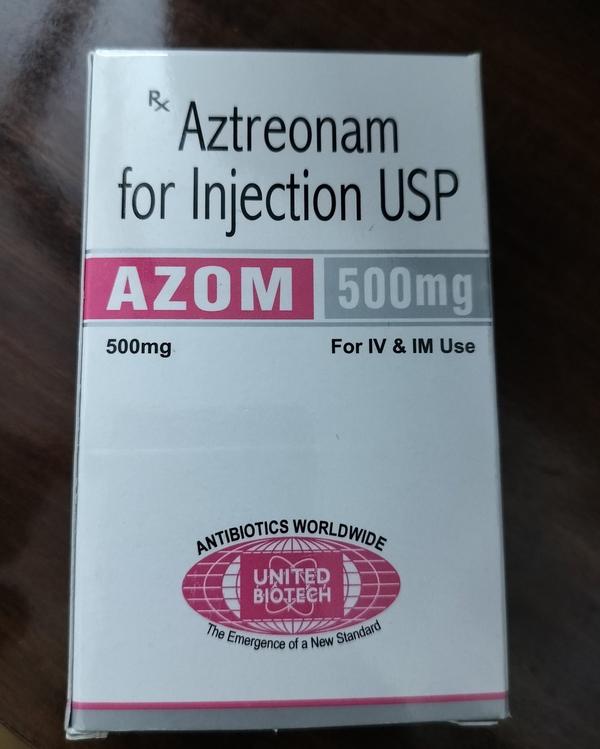 Rx Aztreonam
for Injection USP
AZOM 500mg
500mg For IV & IM Use
ANTIBIOTICS WORLDWIDE
UNITED
BIOTECH
The Emergence of a New Standard